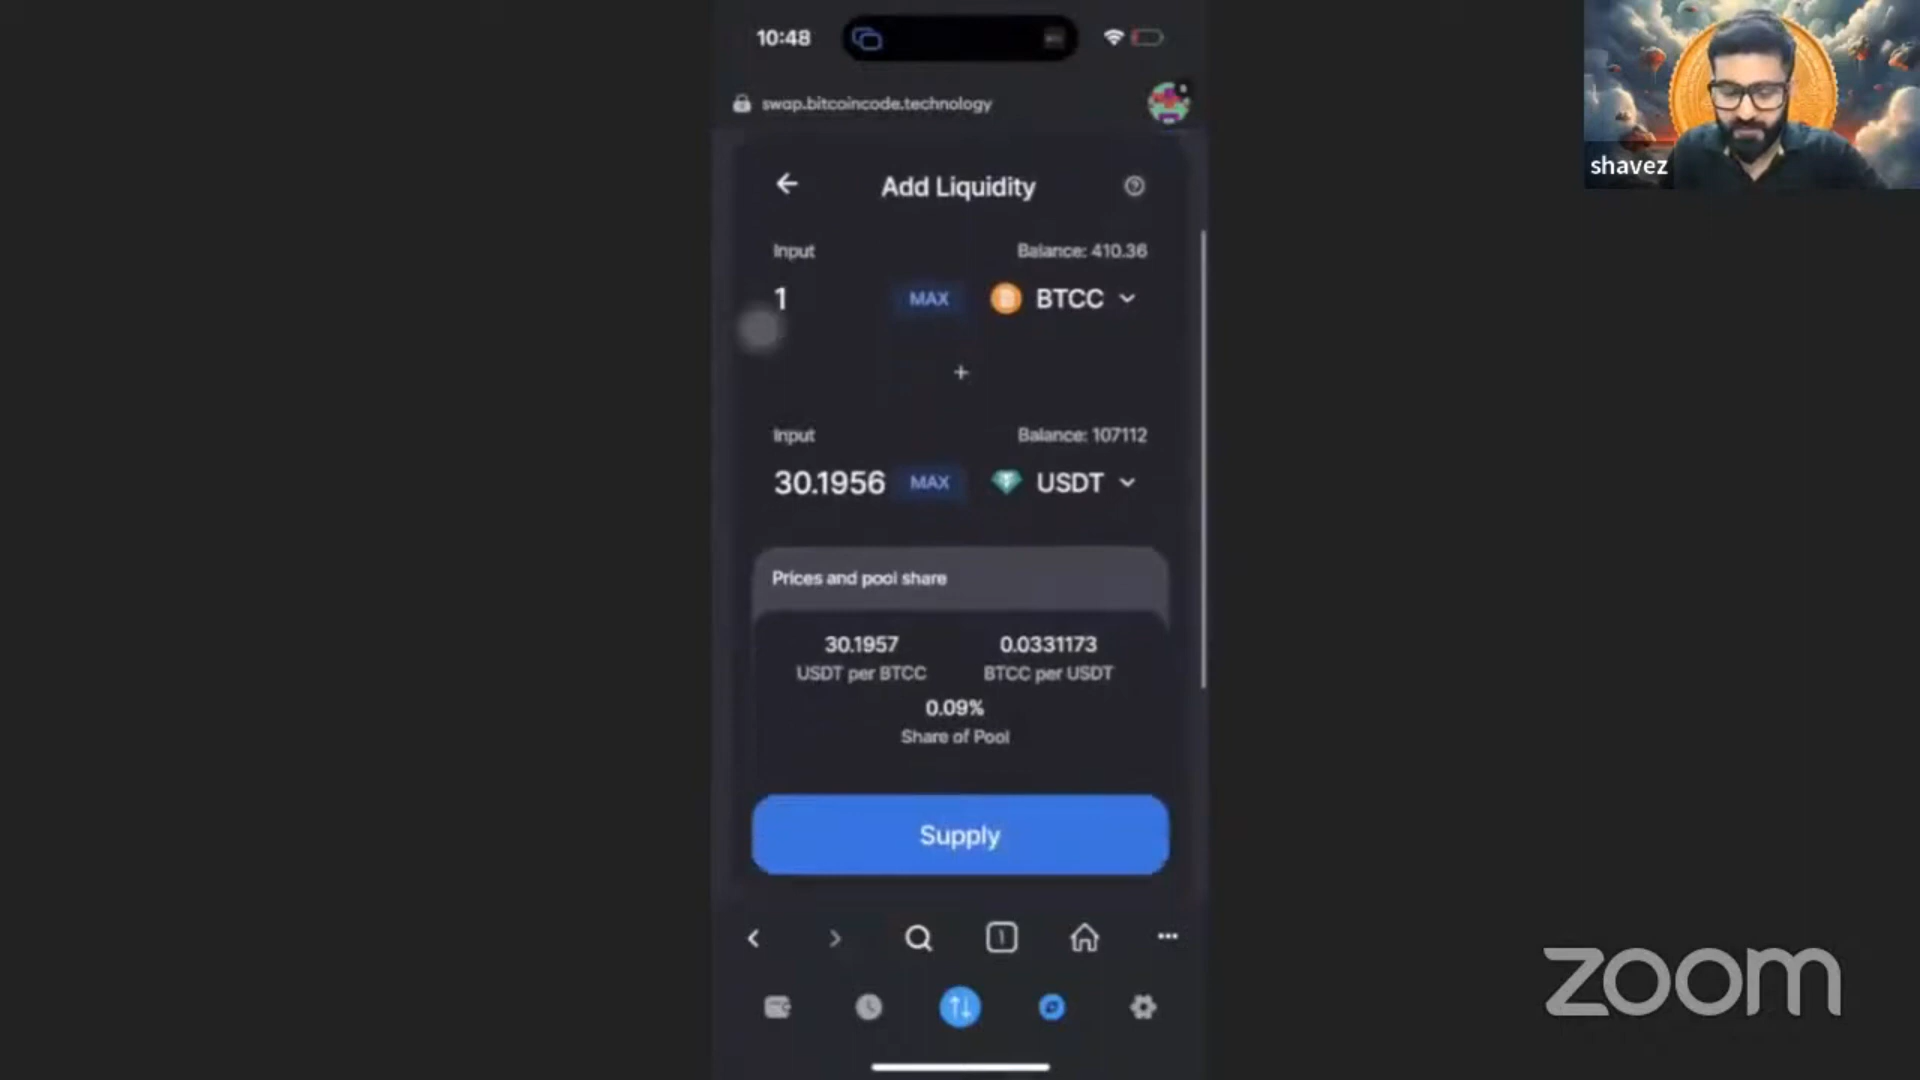 10:48
swap.bitcoincode.technology
Add Liquidity
Input
Balance: 410.36
1
MAX
BTCC
+
Input
Balance: 107112
30.1956
MAX
USDT
Prices and pool share
30.1957
0.0331173
USDT per BTCC
BTCC per USDT
0.09%
Share of Pool
Supply
1
shavez
zoom